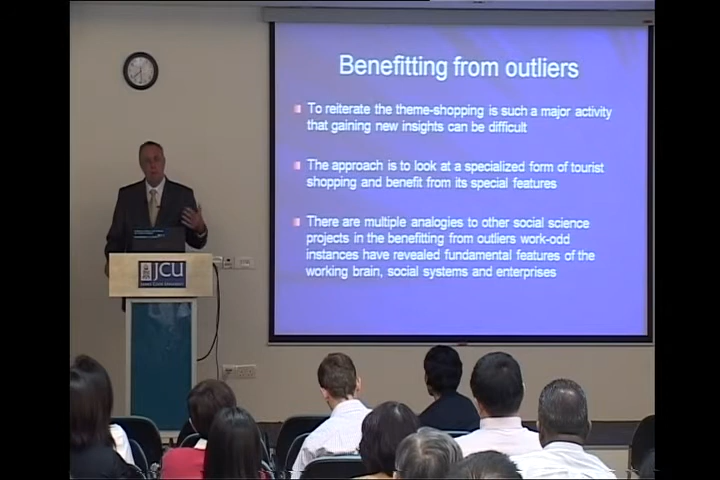 Benefitting from outliers
To reiterate the theme-shopping is such a major activity
that gaining new insights can be difficult
The approach is to look at a specialized form of tourist
shopping and benefit from its special features
There are multiple analogies to other social science
projects in the benefitting from outliers work-odd
instances have revealed fundamental features of the
working brain, social systems and enterprises
JCU
JAMES COOK UNIVERSITY